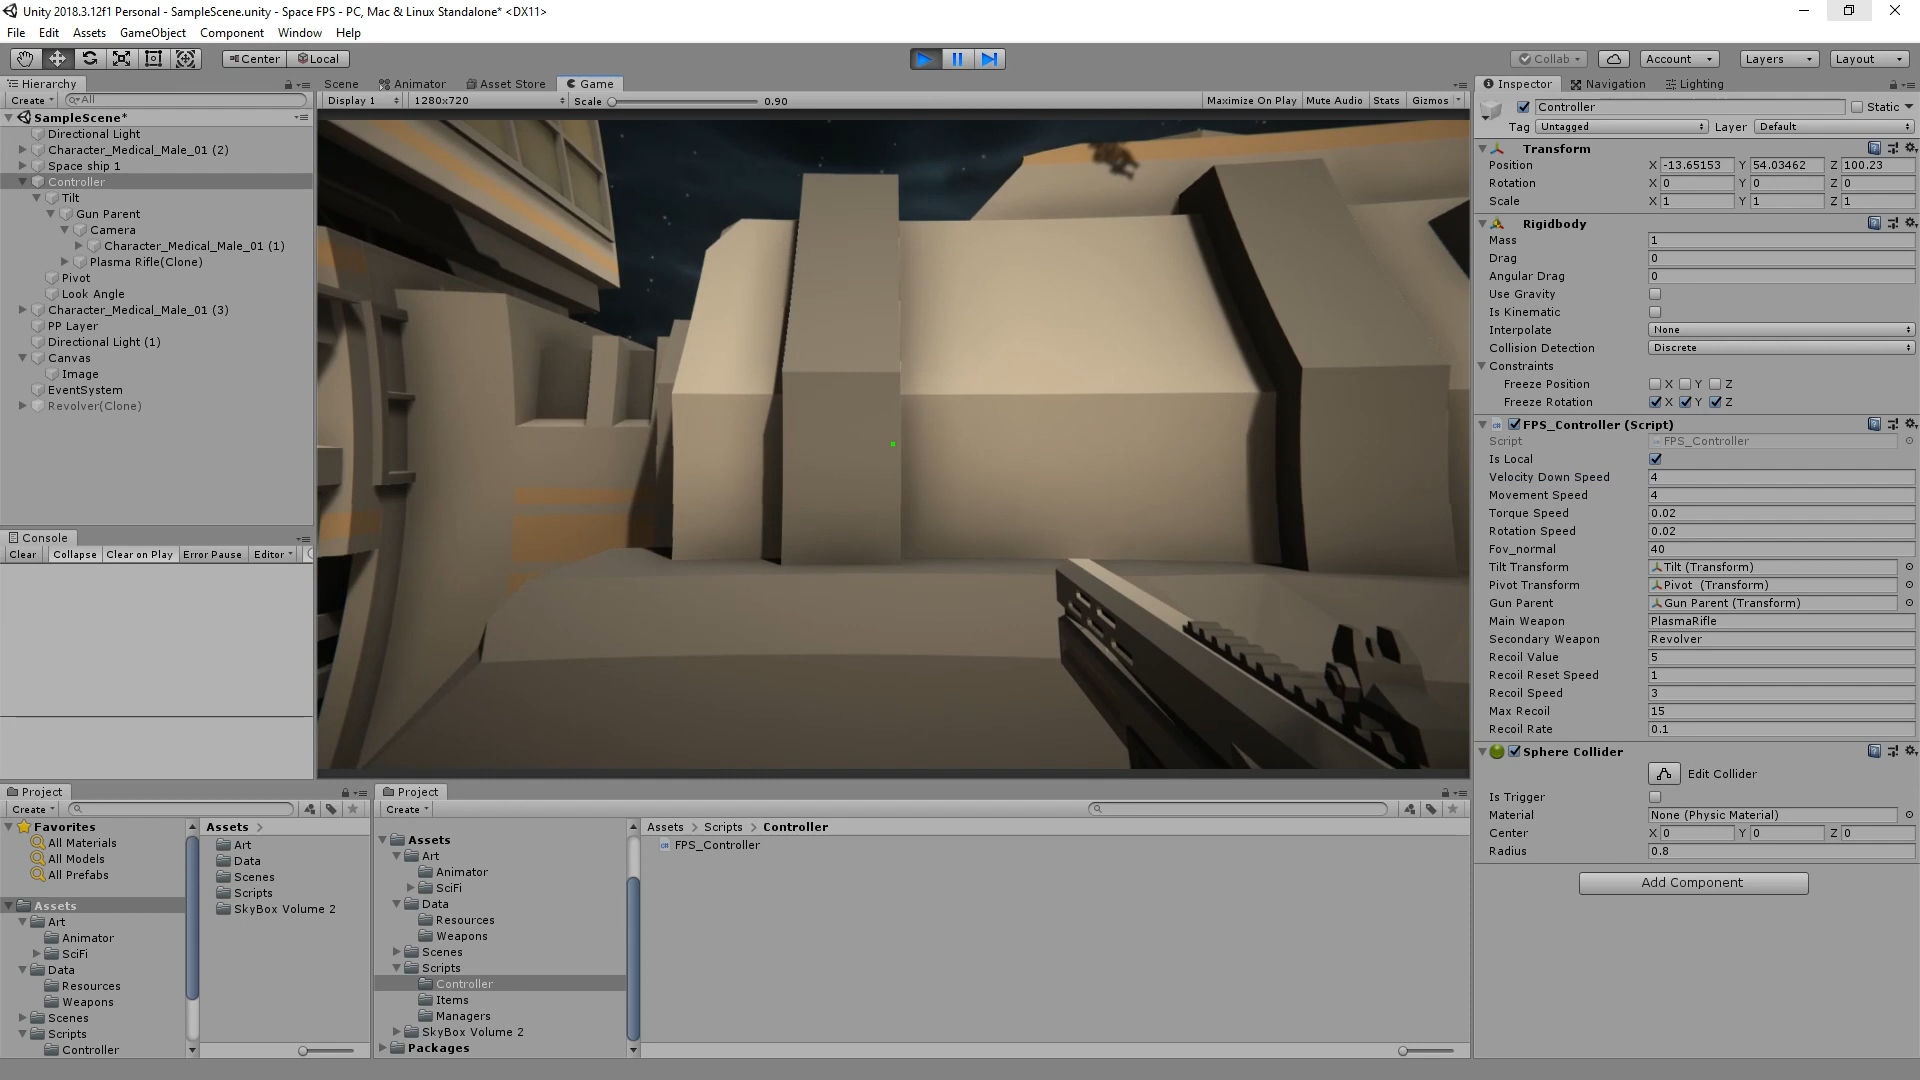 Unity 2018.3.12f1 Personal - SampleScene.unity - Space FPS - PC, Mac & Linux Standalone* <DX11>
File Edit Assets GameObject Component Window Help
Center Local Collab Account Layers Layout
Hierarchy
Create All
SampleScene*
Directional Light
Character_Medical_Male_01 (2)
Space ship 1
Controller
Tilt
Gun Parent
Camera
Character_Medical_Male_01 (1)
Plasma Rifle(Clone)
Pivot
Look Angle
Character_Medical_Male_01 (3)
PP Layer
Directional Light (1)
Canvas
Image
EventSystem
Revolver(Clone)
Console
Clear Collapse Clear on Play Error Pause Editor
Scene Animator Asset Store Game
Display 1 1280x720 Scale 0.90 Maximize On Play Mute Audio Stats Gizmos
Inspector Navigation Lighting
Controller Static
Tag Untagged Layer Default
Transform
Position X -13.65153 Y 54.03462 Z 100.23
Rotation X 0 Y 0 Z 0
Scale X 1 Y 1 Z 1
Rigidbody
Mass 1
Drag 0
Angular Drag 0
Use Gravity
Is Kinematic
Interpolate None
Collision Detection Discrete
Constraints
Freeze Position X Y Z
Freeze Rotation X Y Z
FPS_Controller (Script)
Script FPS_Controller
Is Local
Velocity Down Speed 4
Movement Speed 4
Torque Speed 0.02
Rotation Speed 0.02
Fov_normal 40
Tilt Transform Tilt (Transform)
Pivot Transform Pivot (Transform)
Gun Parent Gun Parent (Transform)
Main Weapon PlasmaRifle
Secondary Weapon Revolver
Recoil Value 5
Recoil Reset Speed 1
Recoil Speed 3
Max Recoil 15
Recoil Rate 0.1
Sphere Collider
Edit Collider
Is Trigger
Material None (Physic Material)
Center X 0 Y 0 Z 0
Radius 0.8
Add Component
Project
Create
Favorites
All Materials
All Models
All Prefabs
Assets
Art
Animator
SciFi
Data
Resources
Weapons
Scenes
Scripts
Controller
Assets
Art
Data
Scenes
Scripts
SkyBox Volume 2
Project
Create
Assets
Art
Animator
SciFi
Data
Resources
Weapons
Scenes
Scripts
Controller
Items
Managers
SkyBox Volume 2
Packages
Assets Scripts Controller
FPS_Controller